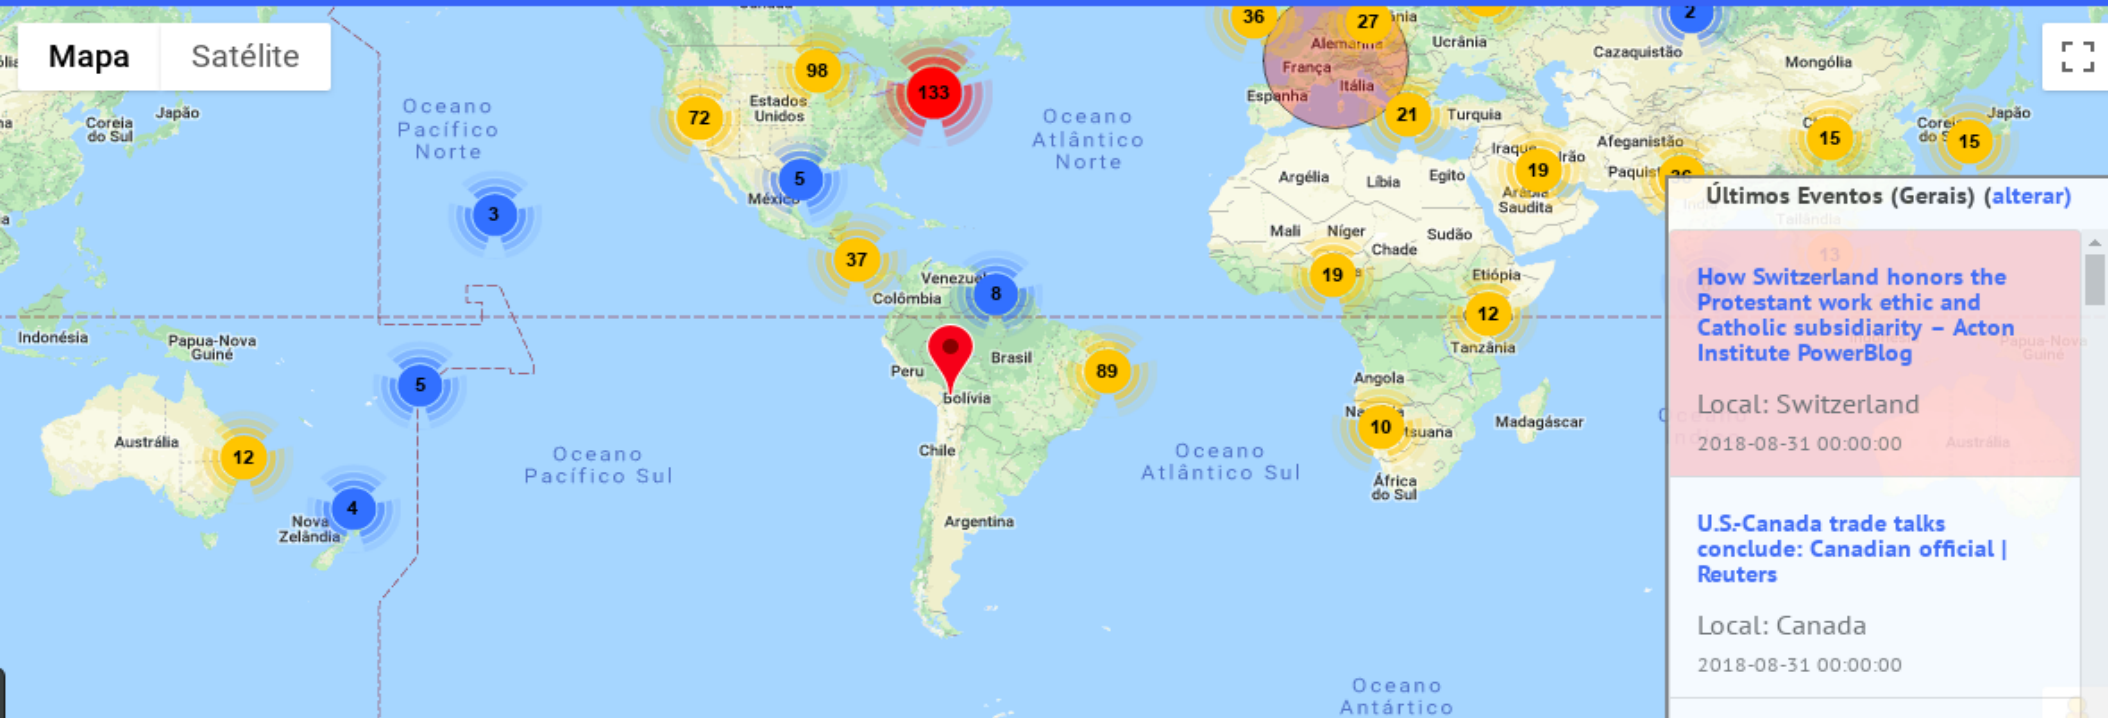 Mapa
Satélite
36
27
2
Alemanha
Ucrânia
Cazaquistão
Mongólia
França
Itália
Espanha
21
Turquia
15
15
Japão
Japão
Coreia
do Sul
98
133
72
Estados
Unidos
Oceano
Pacífico
Norte
Oceano
Atlântico
Norte
Afeganistão
Irão
19
Saudita
Argélia
Líbia
Egito
5
3
Mali
Níger
Chade
Sudão
37
19
Etiópia
Colômbia
8
12
Tanzânia
Indonésia
Papua-Nova
Guiné
Peru
Brasil
89
Bolívia
Angola
5
10
Madagáscar
Austrália
12
Chile
África
do Sul
Oceano
Pacífico Sul
Oceano
Atlântico Sul
4
Nova
Zelândia
Argentina
Oceano
Antártico
Últimos Eventos (Gerais) (alterar)
How Switzerland honors the
Protestant work ethic and
Catholic subsidiarity – Acton
Institute PowerBlog
Local: Switzerland
2018-08-31 00:00:00
U.S.-Canada trade talks
conclude: Canadian official |
Reuters
Local: Canada
2018-08-31 00:00:00